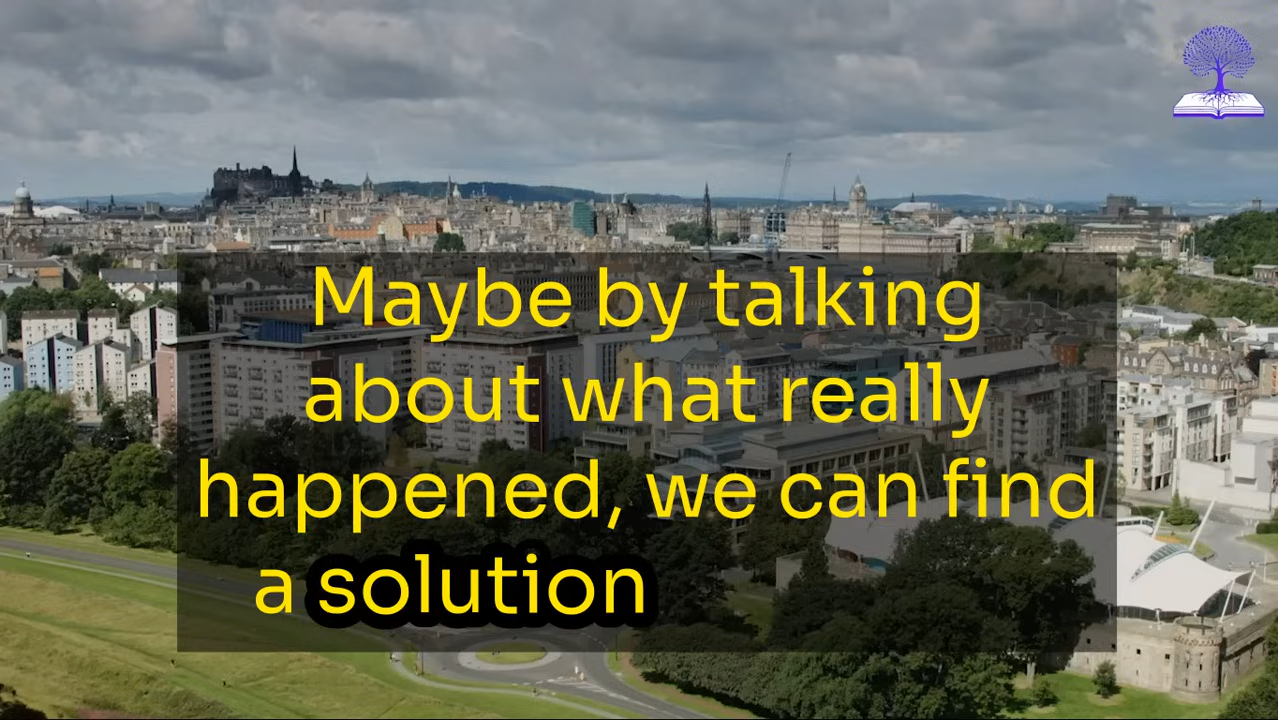 Maybe by talking
about what really
happened, we can find
a solution